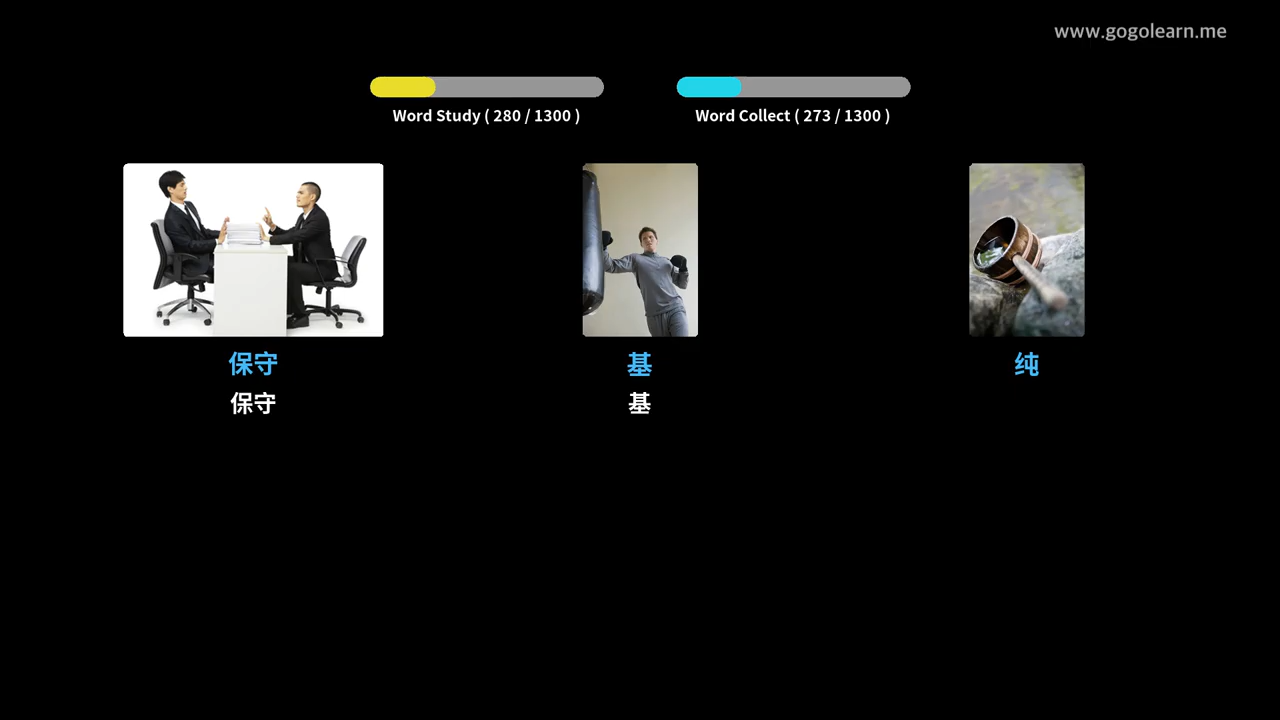 www.gogolearn.me
Word Study ( 280 / 1300 )
Word Collect ( 273 / 1300 )
保守
基
纯
保守
基